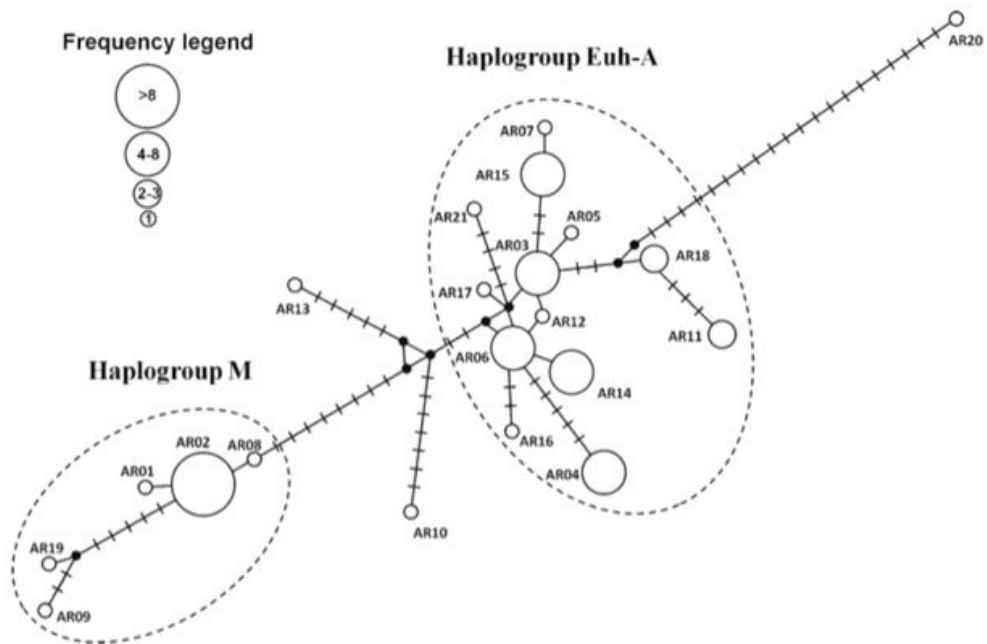 Frequency legend
>8
4-8
2-3
1
Haplogroup Euh-A
AR20
AR07
AR15
AR21
AR05
AR03
AR18
AR17
AR13
AR12
AR11
AR06
Haplogroup M
AR14
AR16
AR02
AR08
AR01
AR04
AR10
AR19
AR09